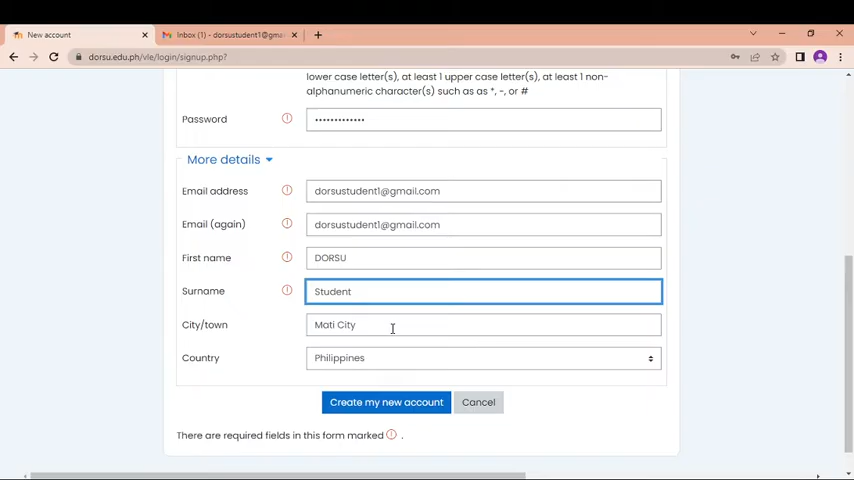 New account
Inbox (1) - dorsustudent1@gma
dorsu.edu.ph/vle/login/signup.php?
lower case letter(s), at least 1 upper case letter(s), at least 1 non-
alphanumeric character(s) such as as *, -, or #
Password •••••••••••••
More details
Email address dorsustudent1@gmail.com
Email (again) dorsustudent1@gmail.com
First name DORSU
Surname Student
City/town Mati City
Country Philippines
Create my new account Cancel
There are required fields in this form marked .